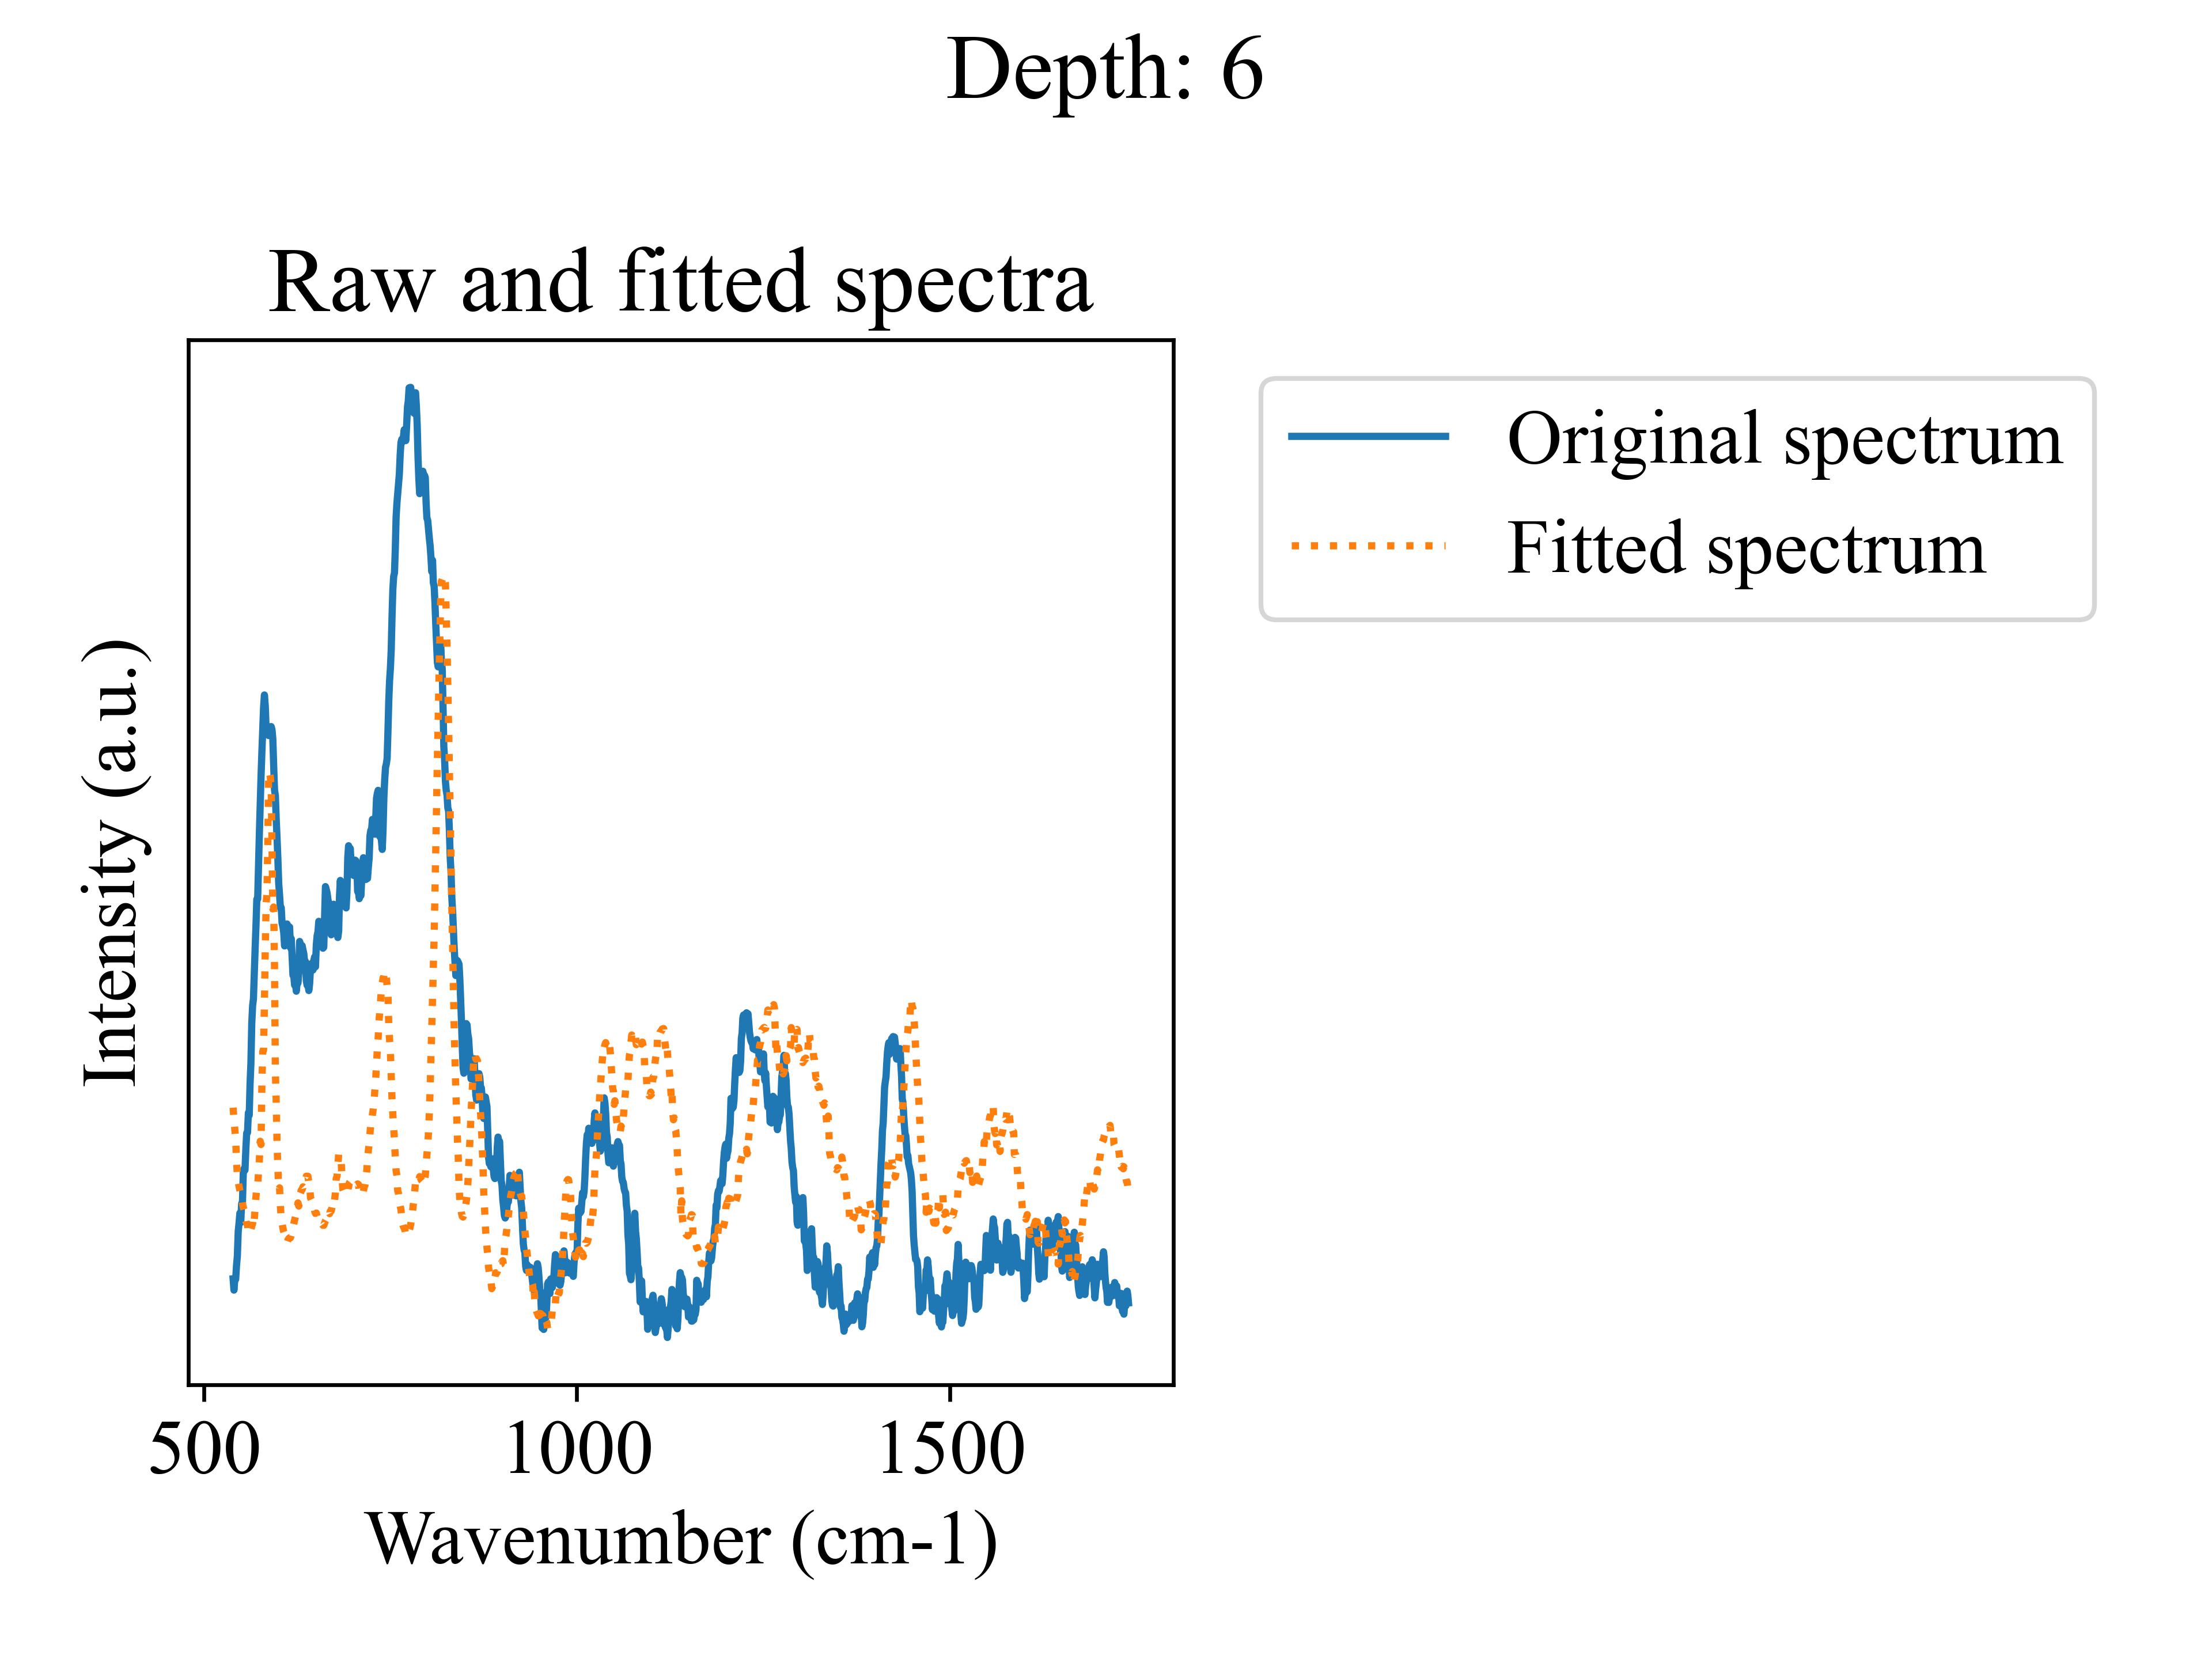 Depth: 6
Raw and fitted spectra
Original spectrum
Fitted spectrum
Intensity (a.u.)
500 1000 1500
Wavenumber (cm-1)